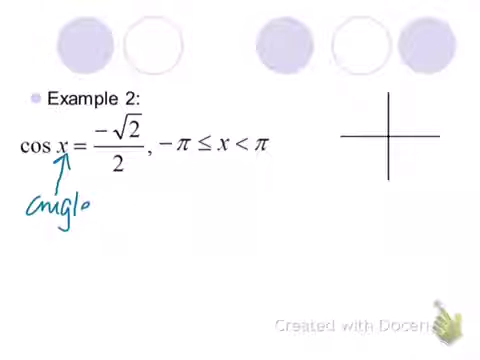 Example 2:
cos x = −√2/2, −π ≤ x < π
angle
Created with Doceri